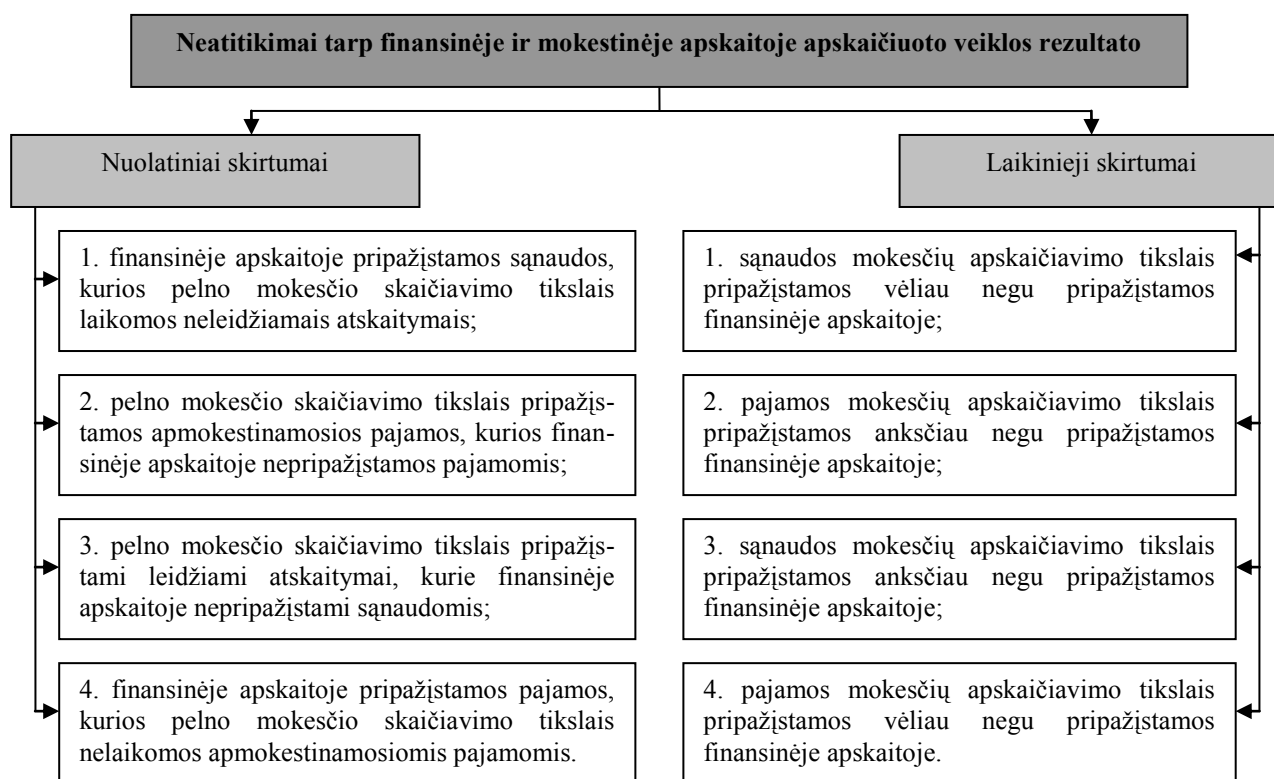 Neatitikimai tarp finansinėje ir mokestinėje apskaitoje apskaičiuoto veiklos rezultato
Nuolatiniai skirtumai
1. finansinėje apskaitoje pripažįstamos sąnaudos,
kurios pelno mokesčio skaičiavimo tikslais
laikomos neleidžiamais atskaitymais;
2. pelno mokesčio skaičiavimo tikslais pripažįs-
tamos apmokestinamosios pajamos, kurios finan-
sinėje apskaitoje nepripažįstamos pajamomis;
3. pelno mokesčio skaičiavimo tikslais pripažįs-
tami leidžiami atskaitymai, kurie finansinėje
apskaitoje nepripažįstami sąnaudomis;
4. finansinėje apskaitoje pripažįstamos pajamos,
kurios pelno mokesčio skaičiavimo tikslais
nelaikomos apmokestinamosiomis pajamomis.
Laikinieji skirtumai
1. sąnaudos mokesčių apskaičiavimo tikslais
pripažįstamos vėliau negu pripažįstamos
finansinėje apskaitoje;
2. pajamos mokesčių apskaičiavimo tikslais
pripažįstamos anksčiau negu pripažįstamos
finansinėje apskaitoje;
3. sąnaudos mokesčių apskaičiavimo tikslais
pripažįstamos anksčiau negu pripažįstamos
finansinėje apskaitoje;
4. pajamos mokesčių apskaičiavimo tikslais
pripažįstamos vėliau negu pripažįstamos
finansinėje apskaitoje.